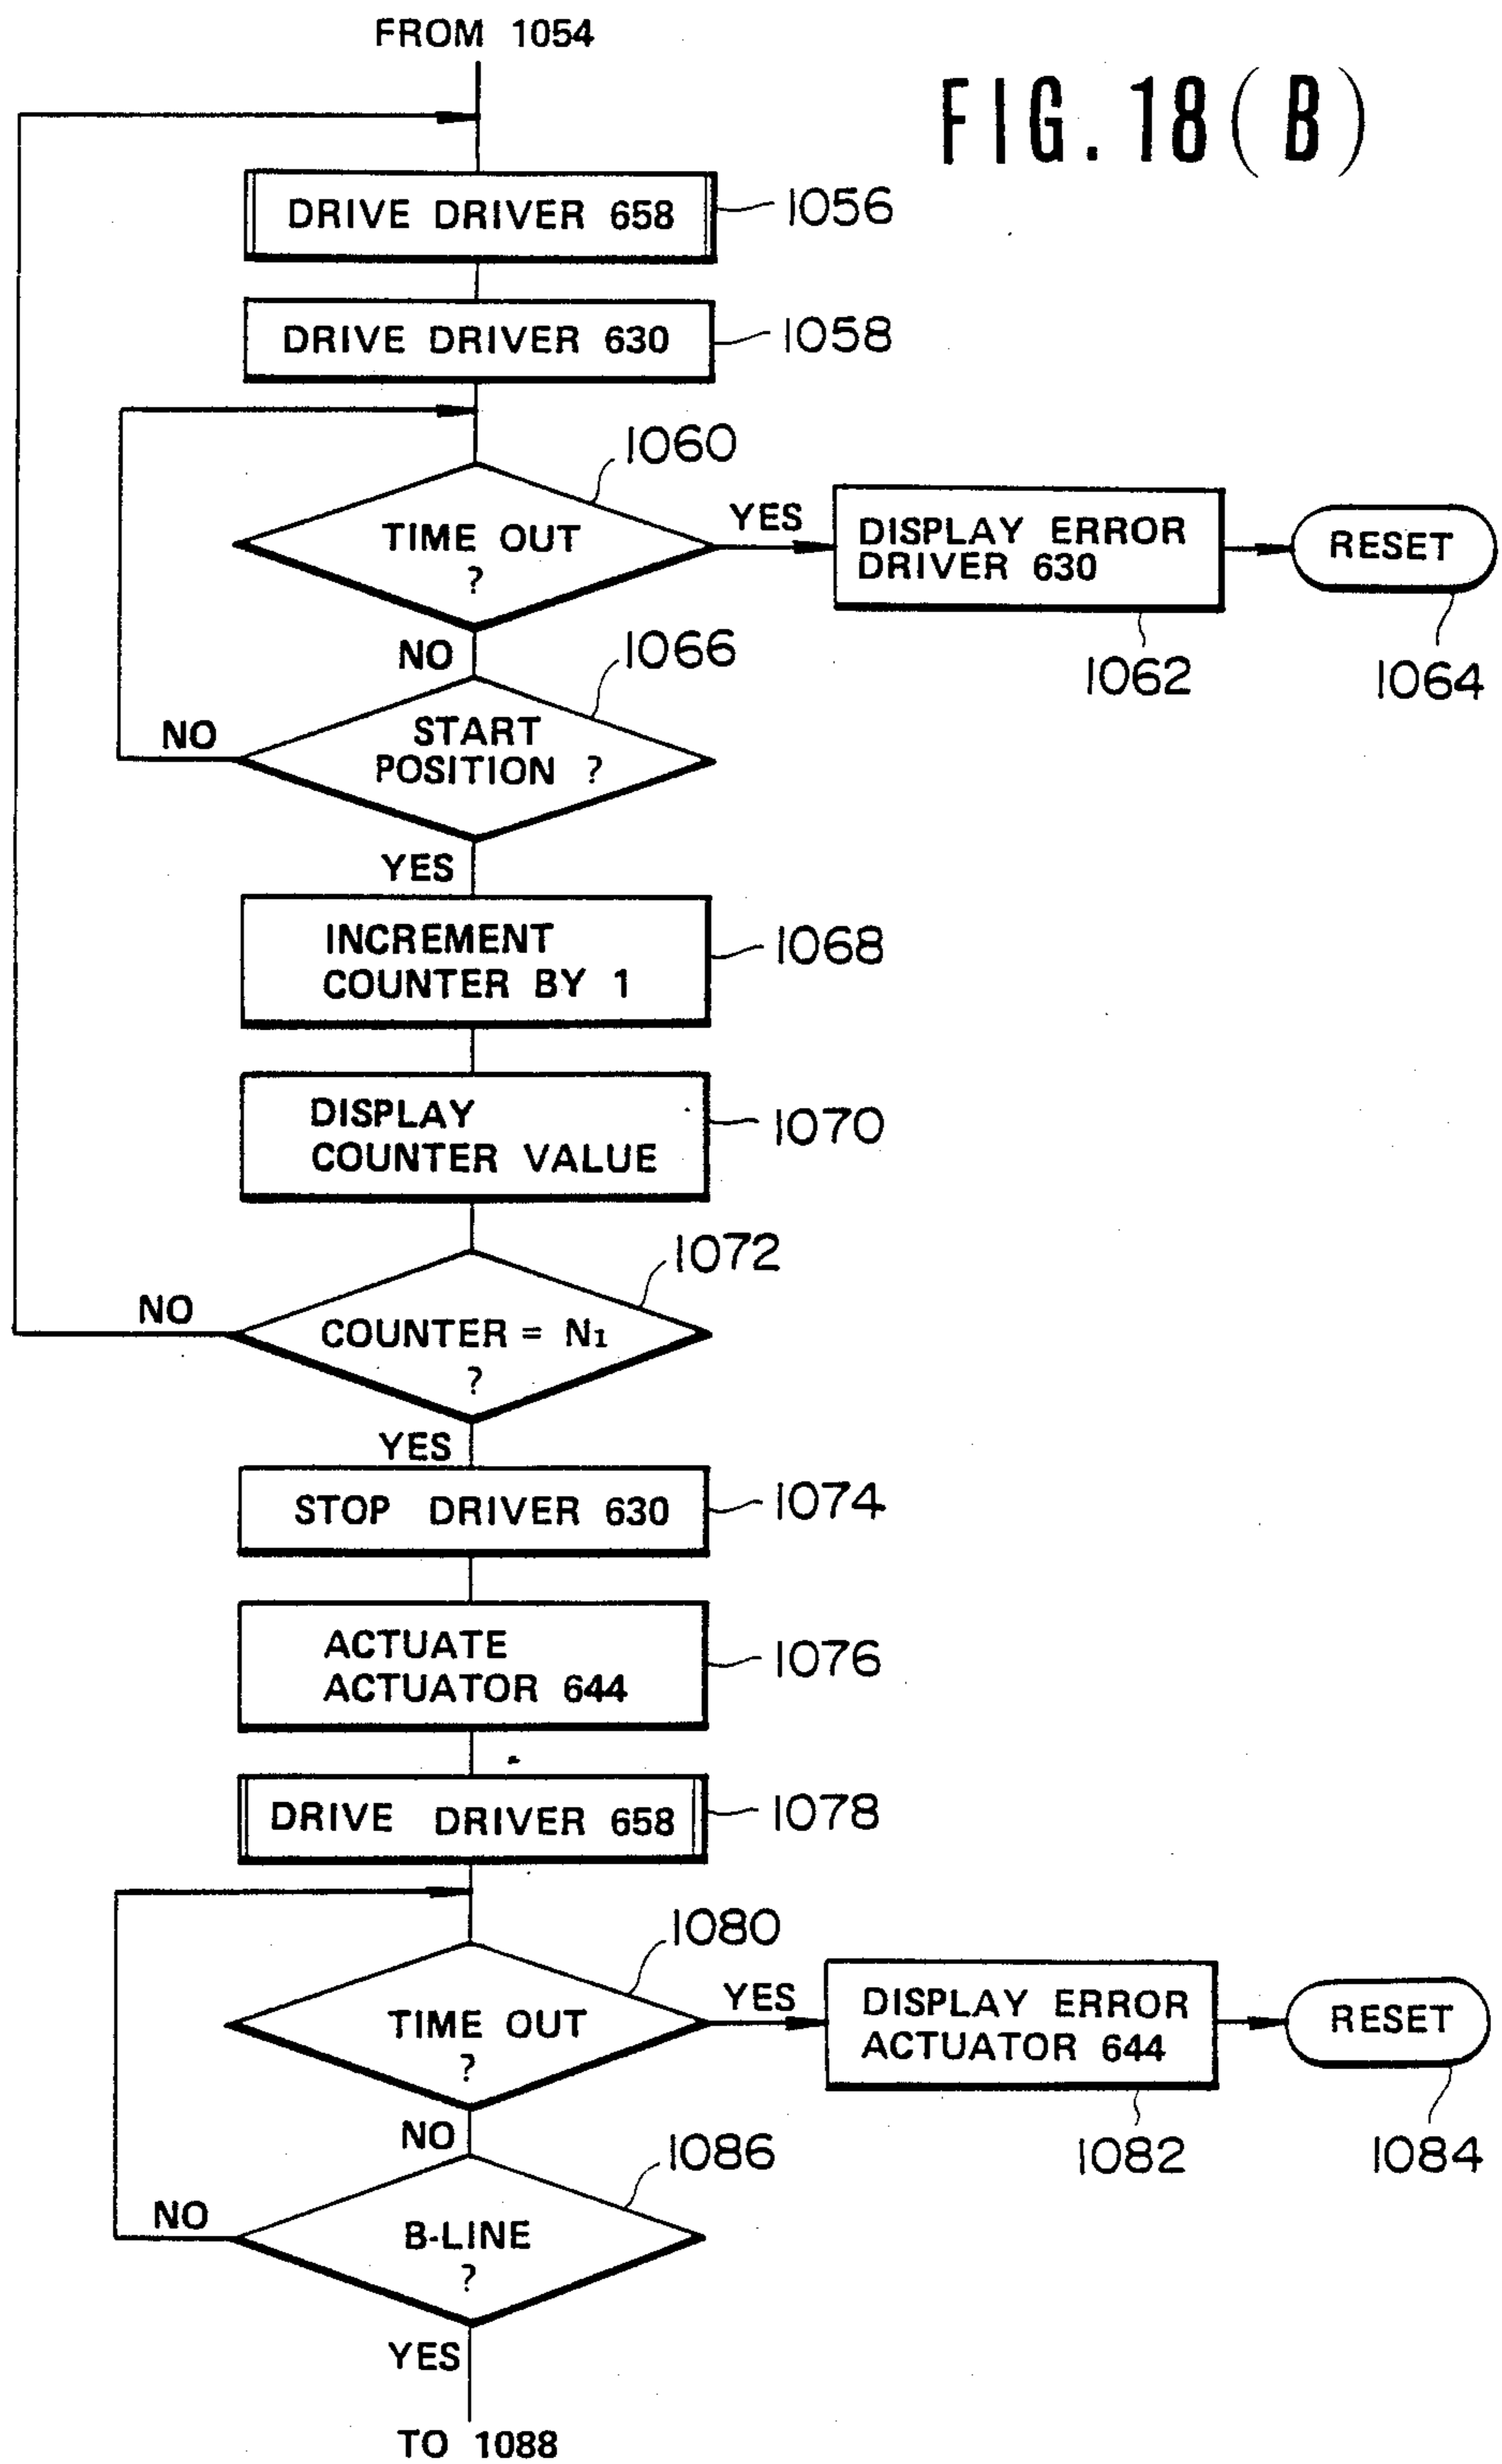 FROM 1054
FIG. 18(B)
DRIVE DRIVER 658
1056
DRIVE DRIVER 630
1058
1060
TIME OUT
?
YES
DISPLAY ERROR
DRIVER 630
RESET
1062
1064
NO
1066
START
POSITION ?
NO
YES
INCREMENT
COUNTER BY 1
1068
DISPLAY
COUNTER VALUE
1070
1072
NO
COUNTER = N₁
?
YES
STOP DRIVER 630
1074
ACTUATE
ACTUATOR 644
1076
DRIVE DRIVER 658
1078
1080
TIME OUT
?
YES
DISPLAY ERROR
ACTUATOR 644
RESET
1082
1084
NO
1086
NO
B-LINE
?
YES
TO 1088